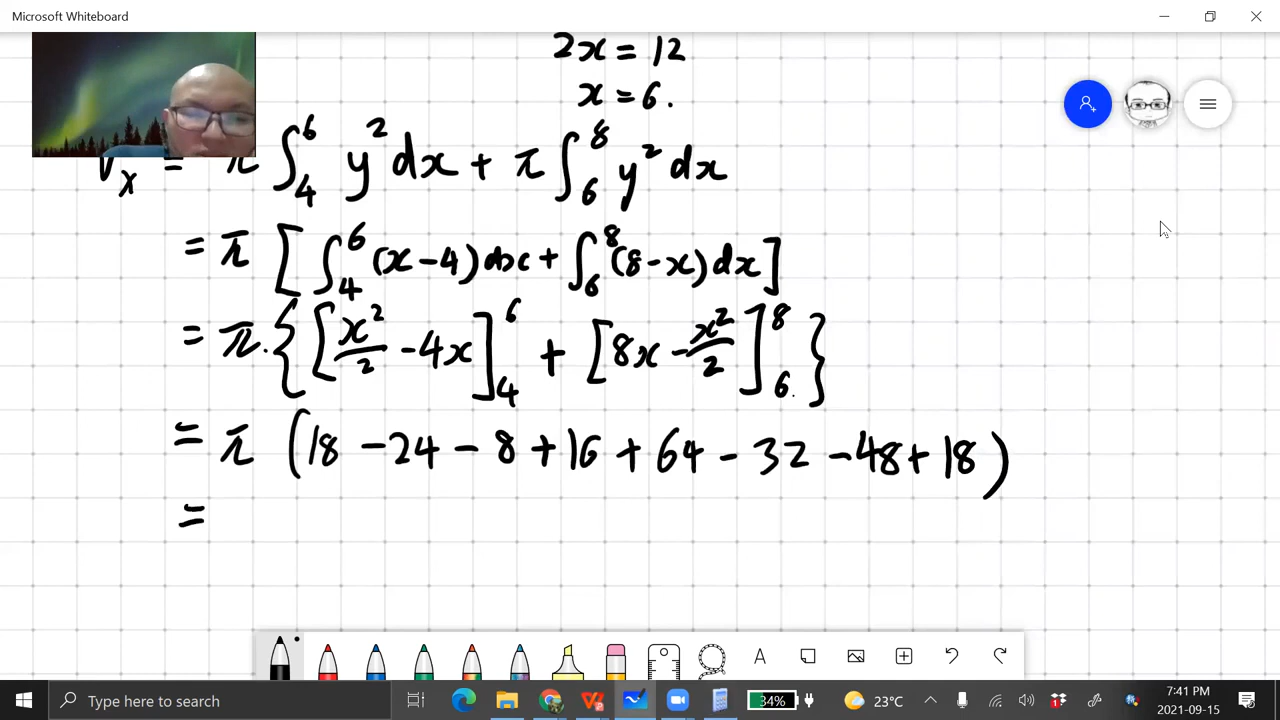 Microsoft Whiteboard
2x = 12
x = 6.
Vx = π ∫₄⁶ y² dx + π ∫₆⁸ y² dx
= π [ ∫₄⁶ (x – 4) dx + ∫₆⁸ (8 – x) dx ]
= π. { [ x²/2 – 4x ]₄⁶ + [ 8x – x²/2 ]₆⁸ }
= π (18 – 24 – 8 + 16 + 64 – 32 – 48 + 18)
=
A
Type here to search
34%
23°C
7:41 PM
2021-09-15